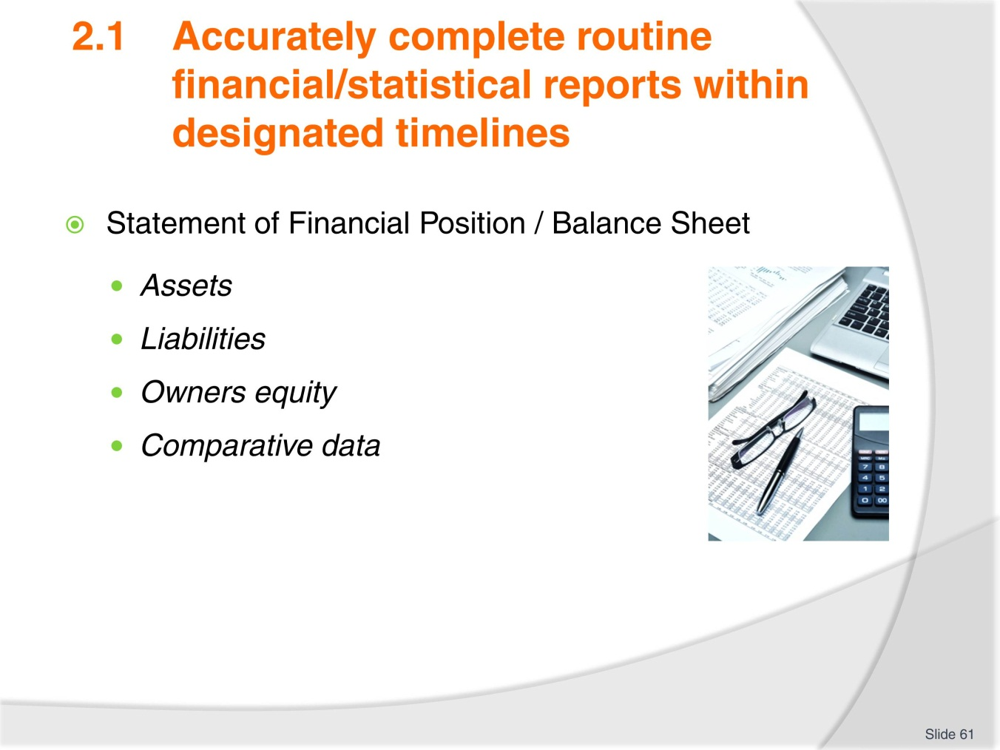 2.1 Accurately complete routine
financial/statistical reports within
designated timelines
Statement of Financial Position / Balance Sheet
Assets
Liabilities
Owners equity
Comparative data
Slide 61